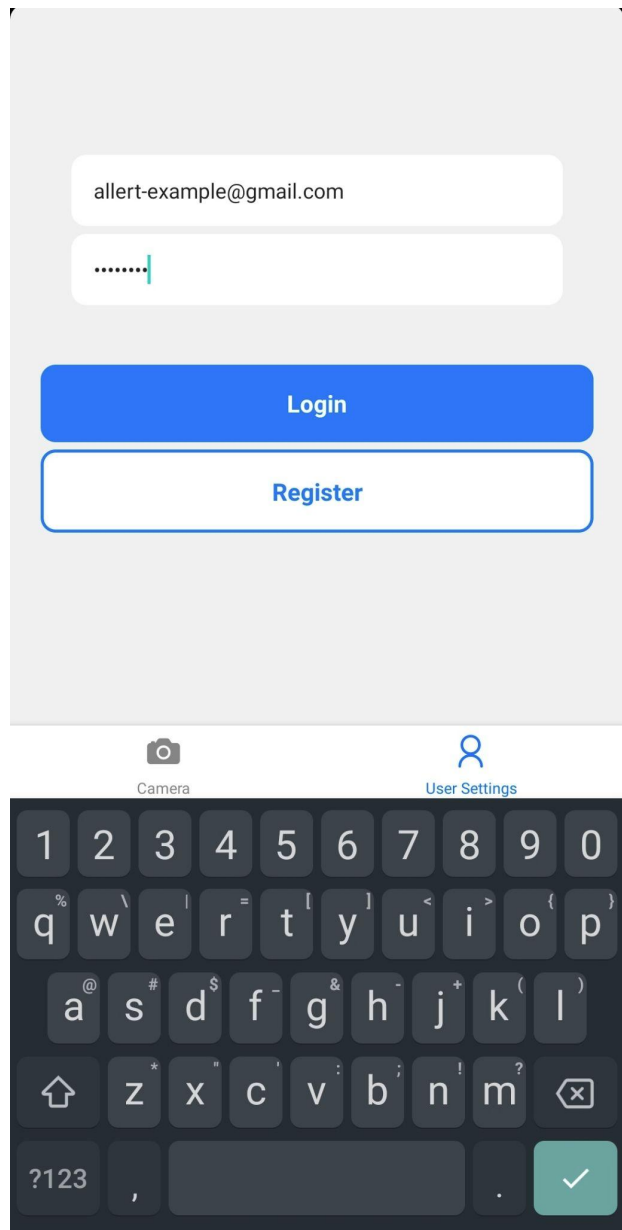 allert-example@gmail.com
••••••••
Login
Register
Camera
User Settings
1 2 3 4 5 6 7 8 9 0
q % w \ e | r = t [ y ] u < i > o { p }
a @ s # d $ f _ g & h - j + k ( l )
z * x " c ' v : b ; n ! m ?
?123 , .